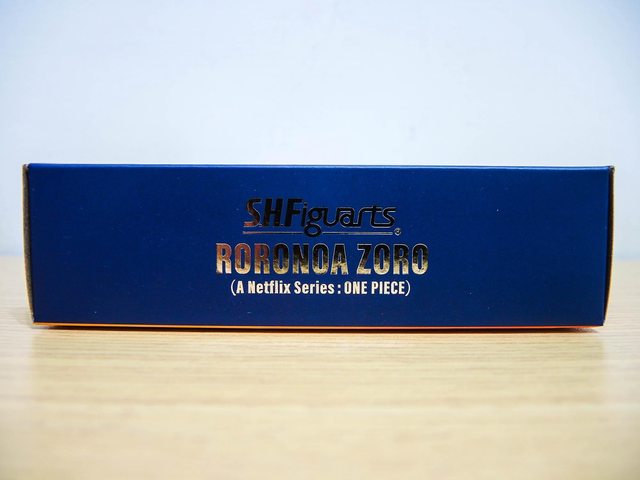 S.H.Figuarts®
RORONOA ZORO
(A Netflix Series : ONE PIECE)